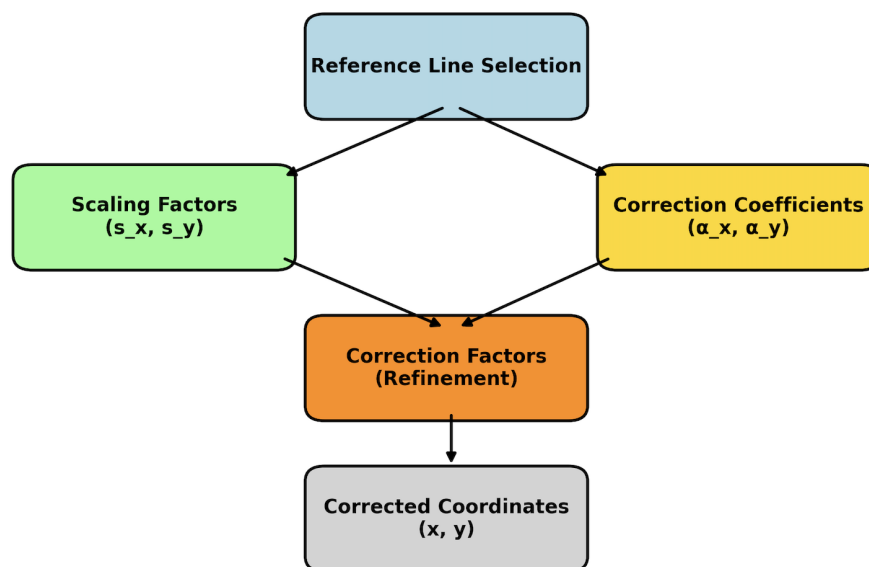 Reference Line Selection
Scaling Factors
(s_x, s_y)
Correction Coefficients
(α_x, α_y)
Correction Factors
(Refinement)
Corrected Coordinates
(x, y)